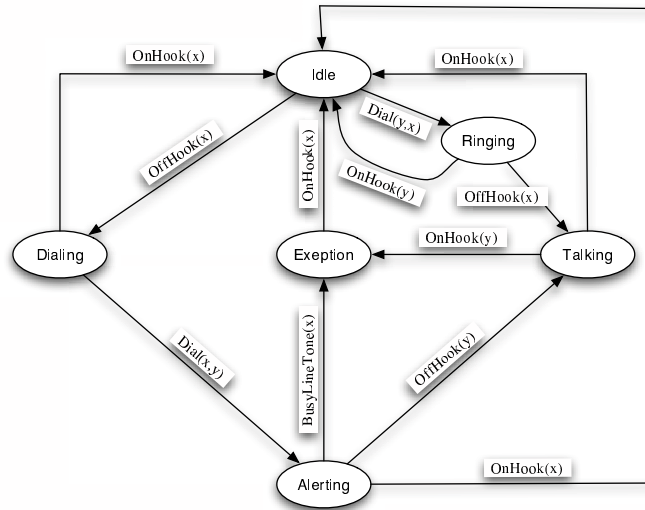 OnHook(x)
OnHook(x)
Idle
Dial(y,x)
Ringing
OffHook(x)
OnHook(x)
OnHook(y)
OffHook(x)
OnHook(y)
Dialing
Exeption
Talking
Dial(x,y)
BusyLineTone(x)
OffHook(y)
OnHook(x)
Alerting